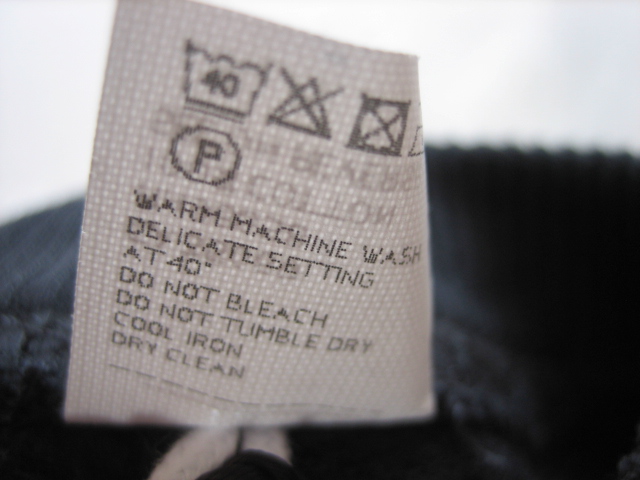 40
P
WARM MACHINE WASH
DELICATE SETTING
AT 40°
DO NOT BLEACH
DO NOT TUMBLE DRY
COOL IRON
DRY CLEAN